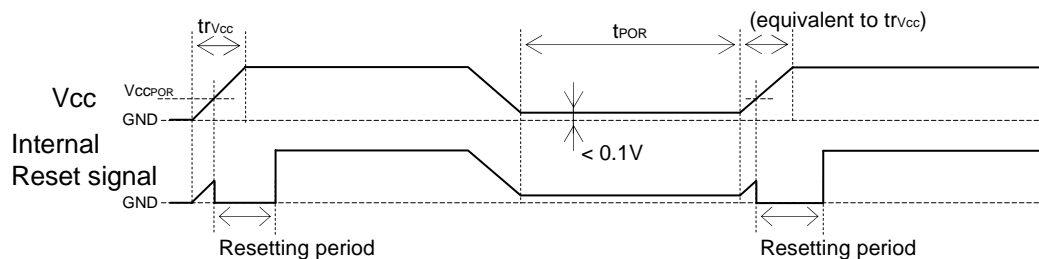 trVcc
tPOR
(equivalent to trVcc)
Vcc
VccPOR
GND
< 0.1V
Internal
Reset signal
GND
Resetting period
Resetting period